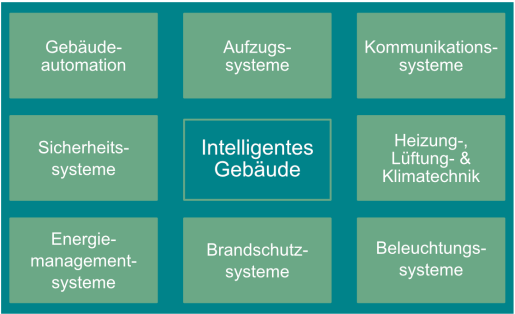 Gebäude-
automation
Aufzugs-
systeme
Kommunikations-
systeme
Sicherheits-
systeme
Intelligentes
Gebäude
Heizung-,
Lüftung- &
Klimatechnik
Energie-
management-
systeme
Brandschutz-
systeme
Beleuchtungs-
systeme